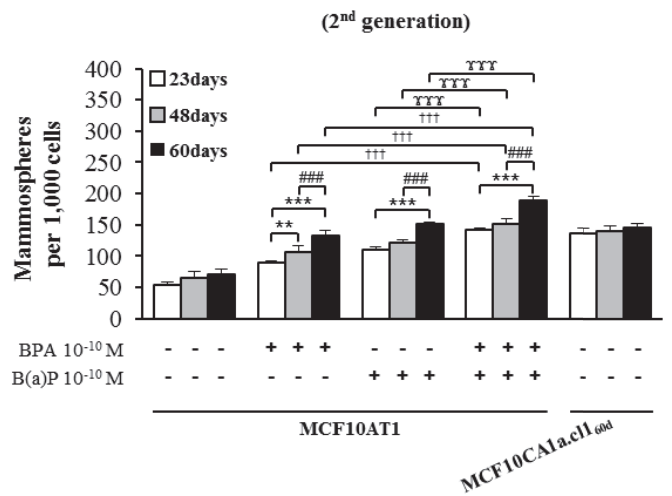 (2nd generation)
Mammospheres
per 1,000 cells
400
350
300
250
200
150
100
50
0
23days
48days
60days
ϒϒϒ
ϒϒϒ
ϒϒϒ
†††
†††
†††
###
***
**
###
***
###
***
BPA 10-10 M - - - + + + - - - + + + - - -
B(a)P 10-10 M - - - - - - + + + + + + - - -
MCF10AT1
MCF10CA1a.cl1 60d